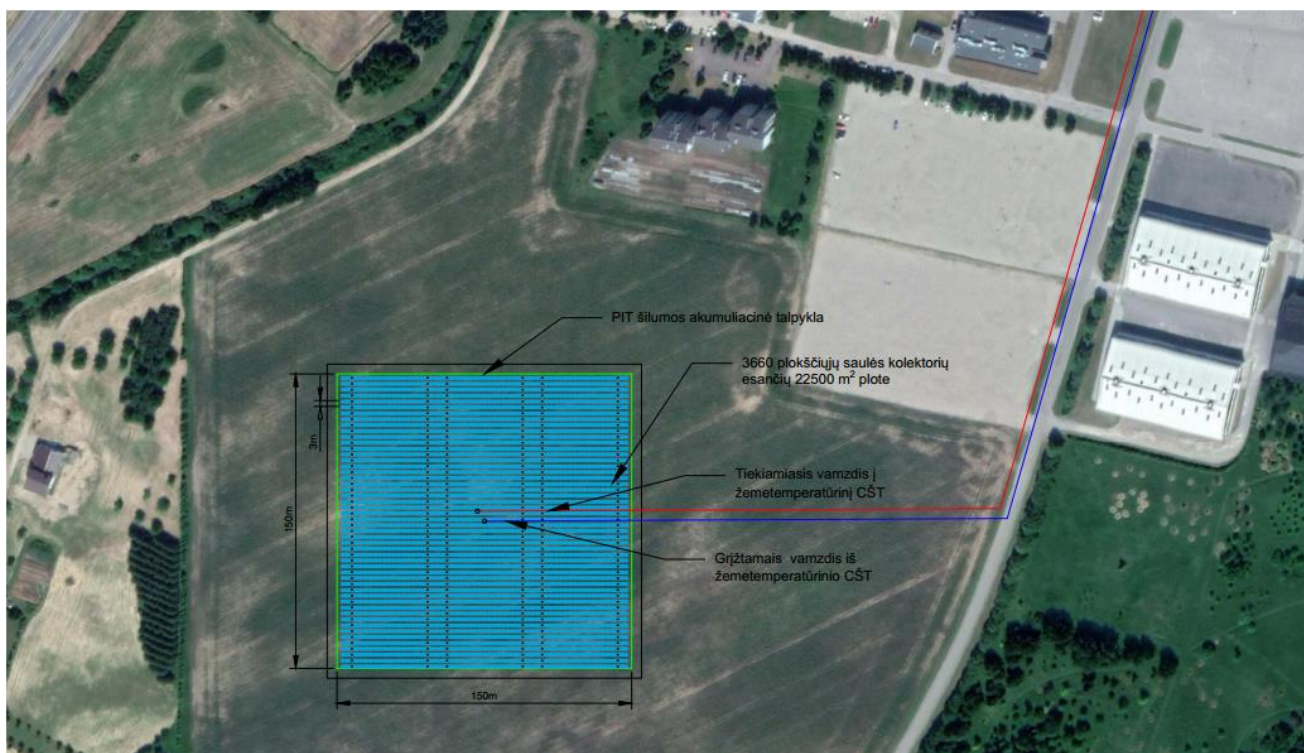 PIT šilumos akumuliacinė talpykla
3660 plokščiųjų saulės kolektorių
esančių 22500 m² plote
3m
Tiekiamasis vamzdis į
žemetemperatūrinį CŠT
150m
Grįžtamais vamzdis iš
žemetemperatūrinio CŠT
150m